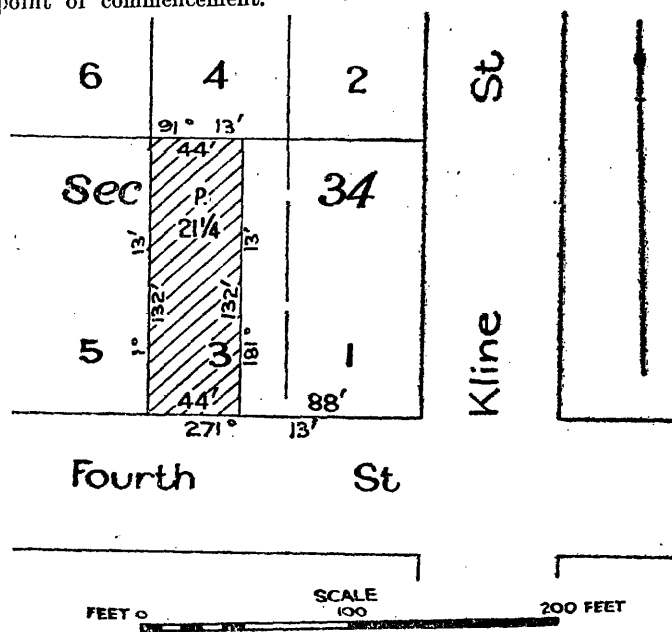 point of commencement.
6 4 2
St
91° 13'
44'
Sec 34
P.
21¼
13' 13'
132' 132'
5 1° 3 181° 1
Kline
44' 88'
271° 13'
Fourth St
SCALE
FEET 0 100 200 FEET